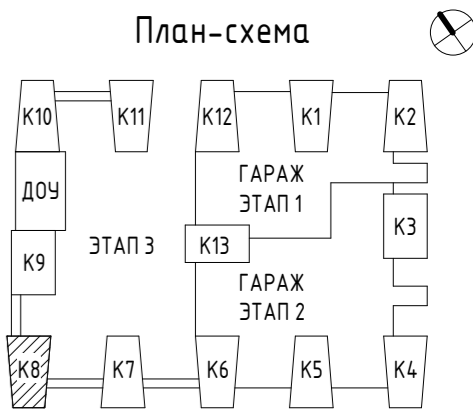 План-схема
К10
К11
К12
К1
К2
ГАРАЖ
ЭТАП 1
ДОУ
К3
ЭТАП 3
К13
К9
ГАРАЖ
ЭТАП 2
К8
К7
К6
К5
К4